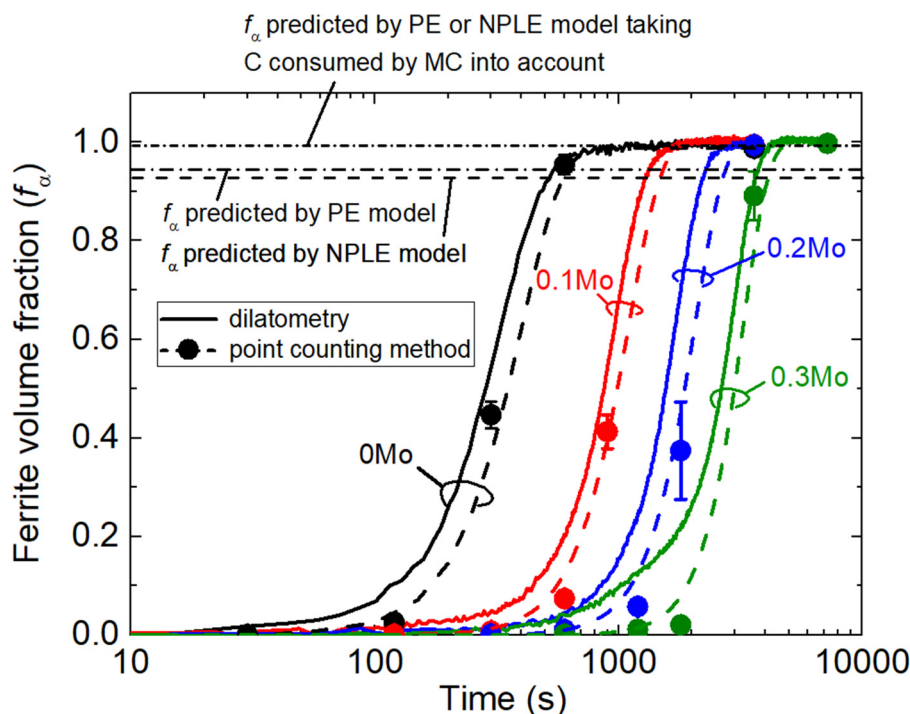 fα predicted by PE or NPLE model taking
C consumed by MC into account
1.0
0.8
0.6
0.4
0.2
0.0
Ferrite volume fraction (fα)
fα predicted by PE model
fα predicted by NPLE model
dilatometry
point counting method
0Mo
0.1Mo
0.2Mo
0.3Mo
10
100
1000
10000
Time (s)